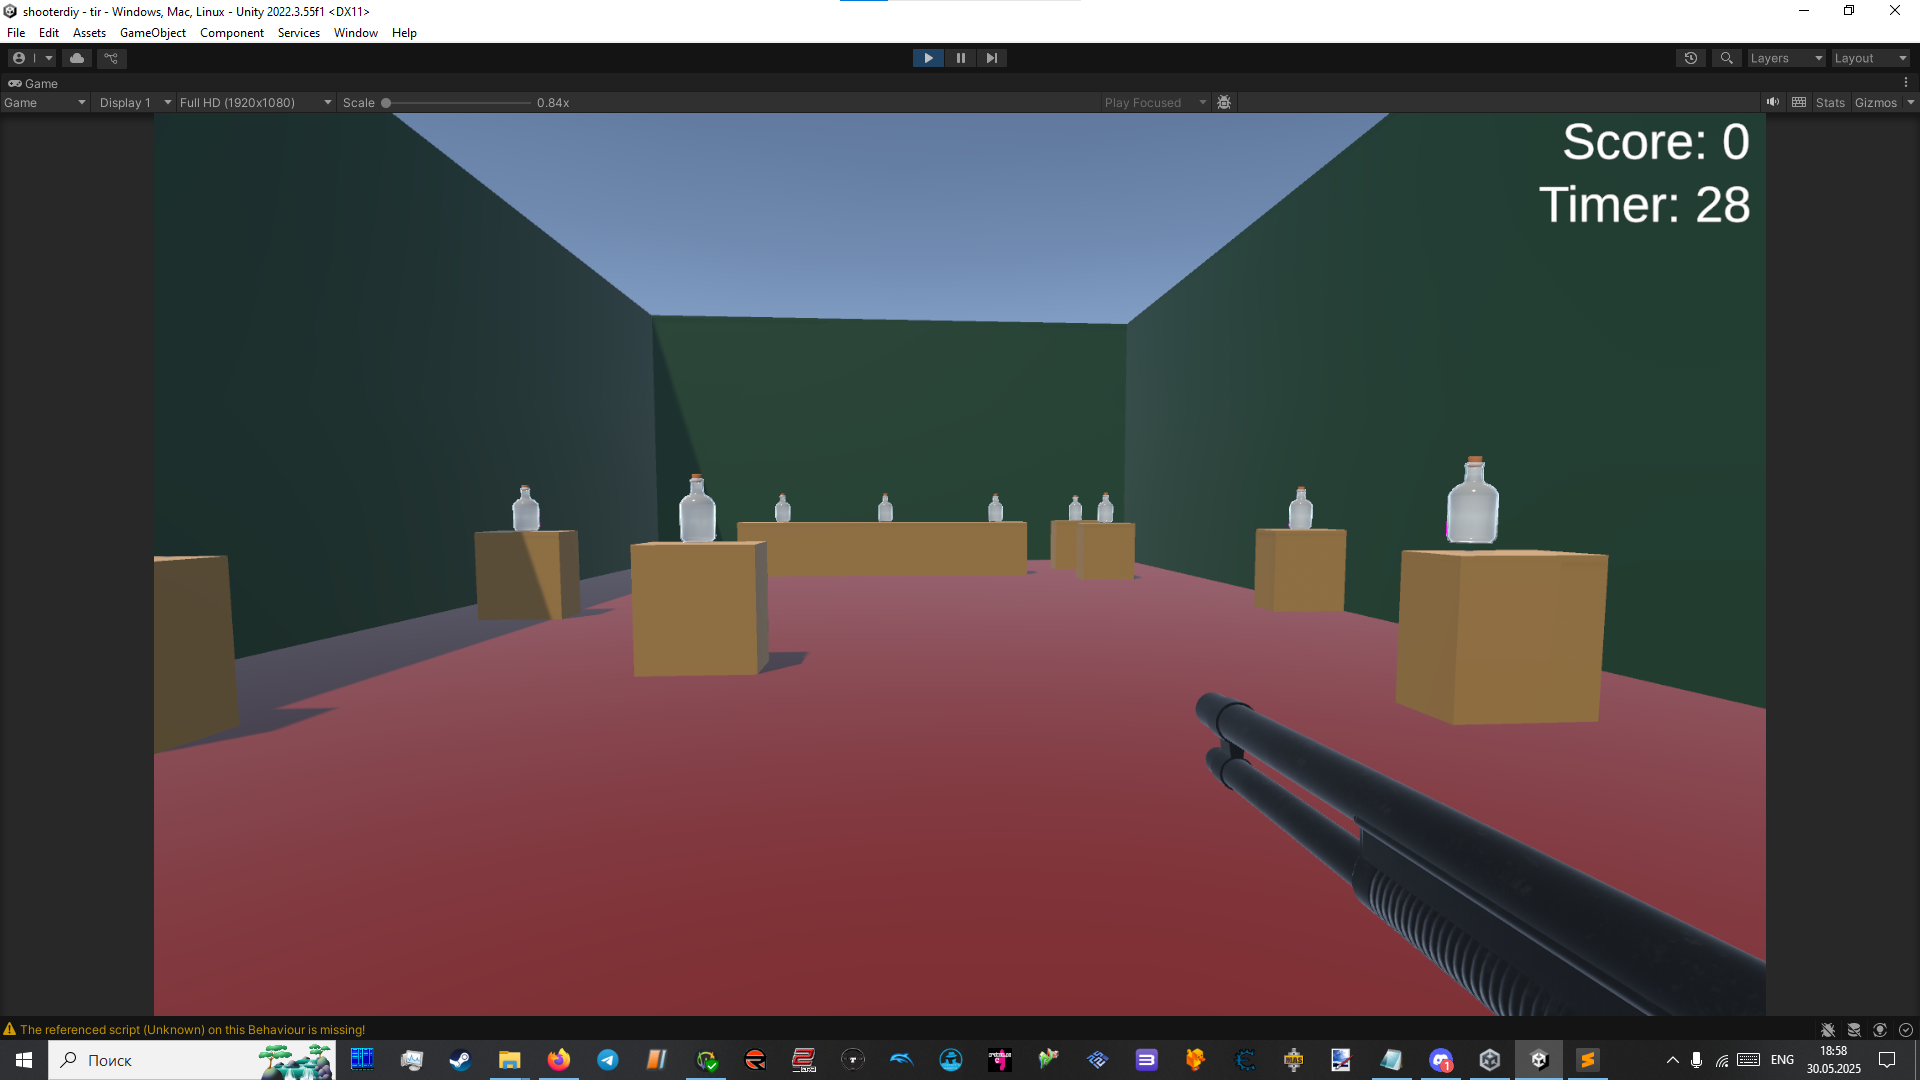 shooterdiy - tir - Windows, Mac, Linux - Unity 2022.3.55f1 <DX11>
File Edit Assets GameObject Component Services Window Help
I
Layers
Layout
Game
Game
Display 1
Full HD (1920x1080)
Scale
0.84x
Play Focused
Stats
Gizmos
Score: 0
Timer: 28
The referenced script (Unknown) on this Behaviour is missing!
Поиск
ENG
18:58
30.05.2025